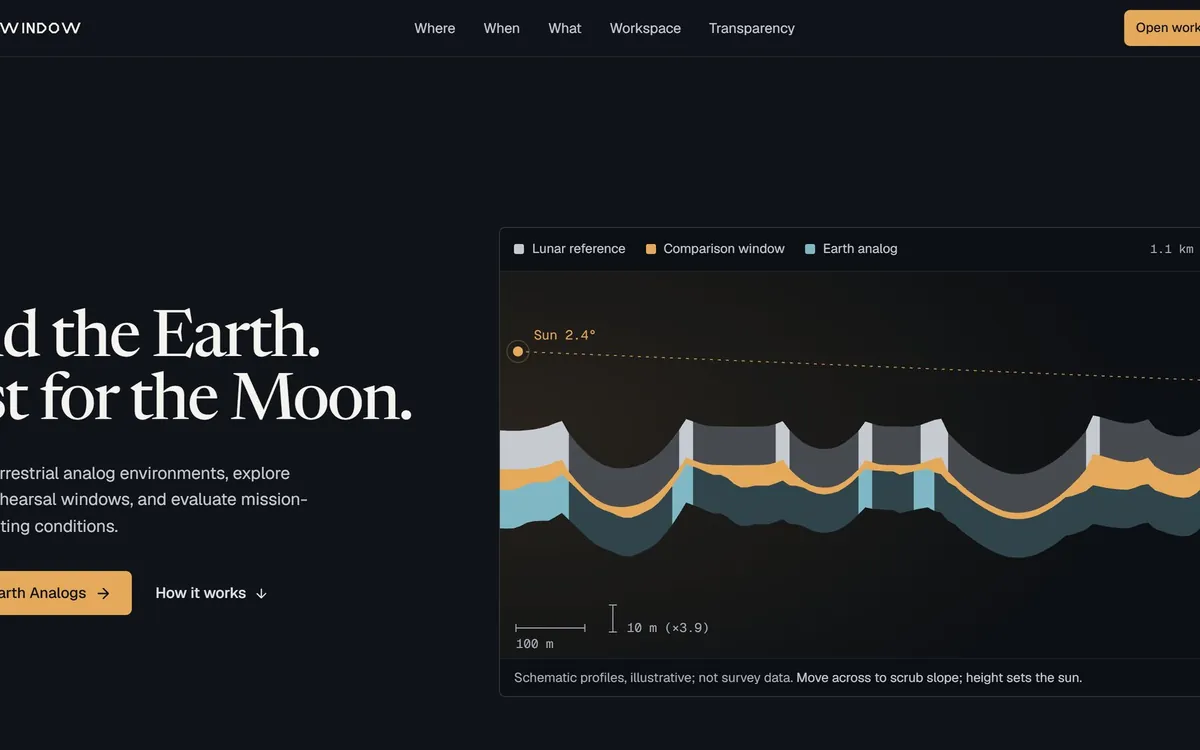 WINDOW
Where When What Workspace Transparency
Open work
Lunar reference Comparison window Earth analog 1.1 km
Sun 2.4°
d the Earth.
st for the Moon.
rrestrial analog environments, explore
hearsal windows, and evaluate mission-
ting conditions.
arth Analogs → How it works ↓
10 m (×3.9)
100 m
Schematic profiles, illustrative; not survey data. Move across to scrub slope; height sets the sun.